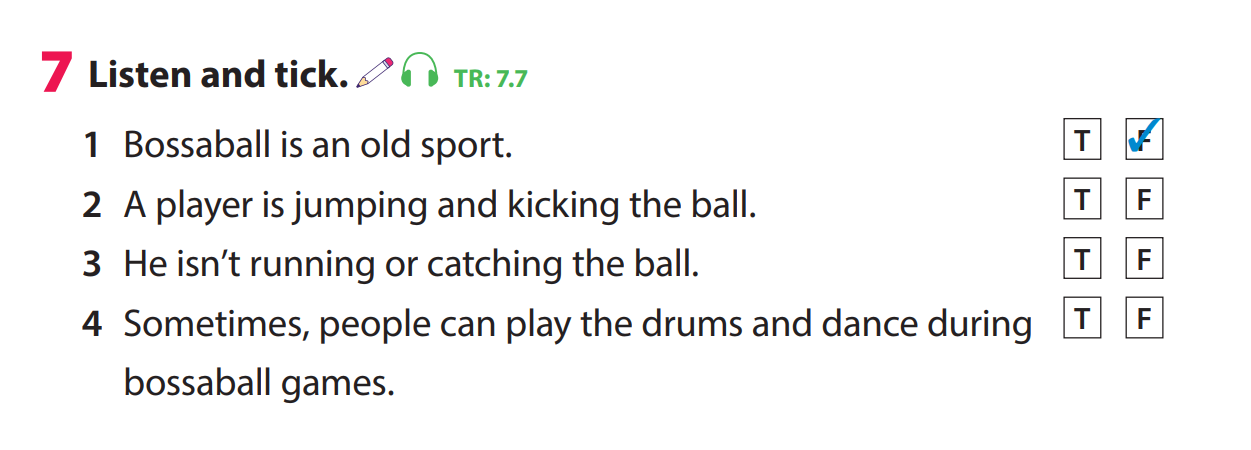 7 Listen and tick. TR: 7.7
1 Bossaball is an old sport. T F
2 A player is jumping and kicking the ball. T F
3 He isn’t running or catching the ball. T F
4 Sometimes, people can play the drums and dance during T F
bossaball games.